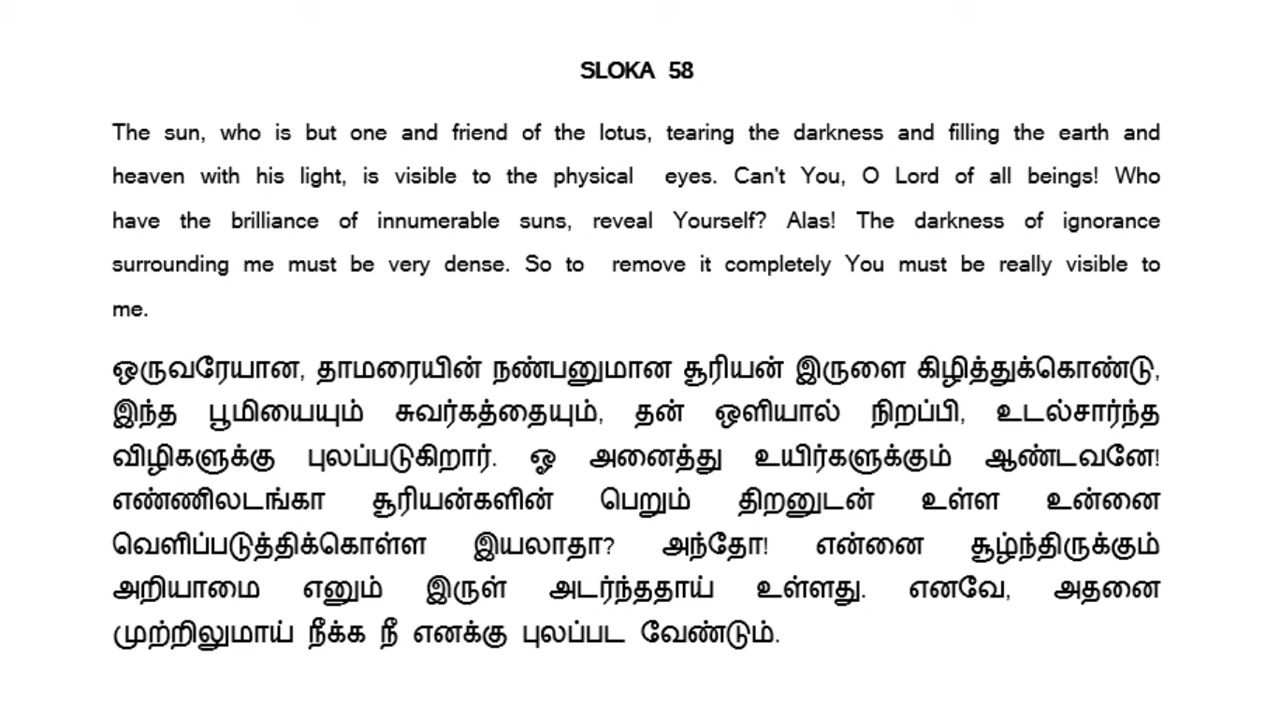 SLOKA 58
The sun, who is but one and friend of the lotus, tearing the darkness and filling the earth and
heaven with his light, is visible to the physical eyes. Can't You, O Lord of all beings! Who
have the brilliance of innumerable suns, reveal Yourself? Alas! The darkness of ignorance
surrounding me must be very dense. So to remove it completely You must be really visible to
me.
ஒருவரேயான, தாமரையின் நண்பனுமான சூரியன் இருளை கிழித்துக்கொண்டு,
இந்த பூமியையும் சுவர்கத்தையும், தன் ஒளியால் நிறப்பி, உடல்சார்ந்த
விழிகளுக்கு புலப்படுகிறார். ஓ அனைத்து உயிர்களுக்கும் ஆண்டவனே!
எண்ணிலடங்கா சூரியன்களின் பெறும் திறனுடன் உள்ள உன்னை
வெளிப்படுத்திக்கொள்ள இயலாதா? அந்தோ! என்னை சூழ்ந்திருக்கும்
அறியாமை எனும் இருள் அடர்ந்ததாய் உள்ளது. எனவே, அதனை
முற்றிலுமாய் நீக்க நீ எனக்கு புலப்பட வேண்டும்.